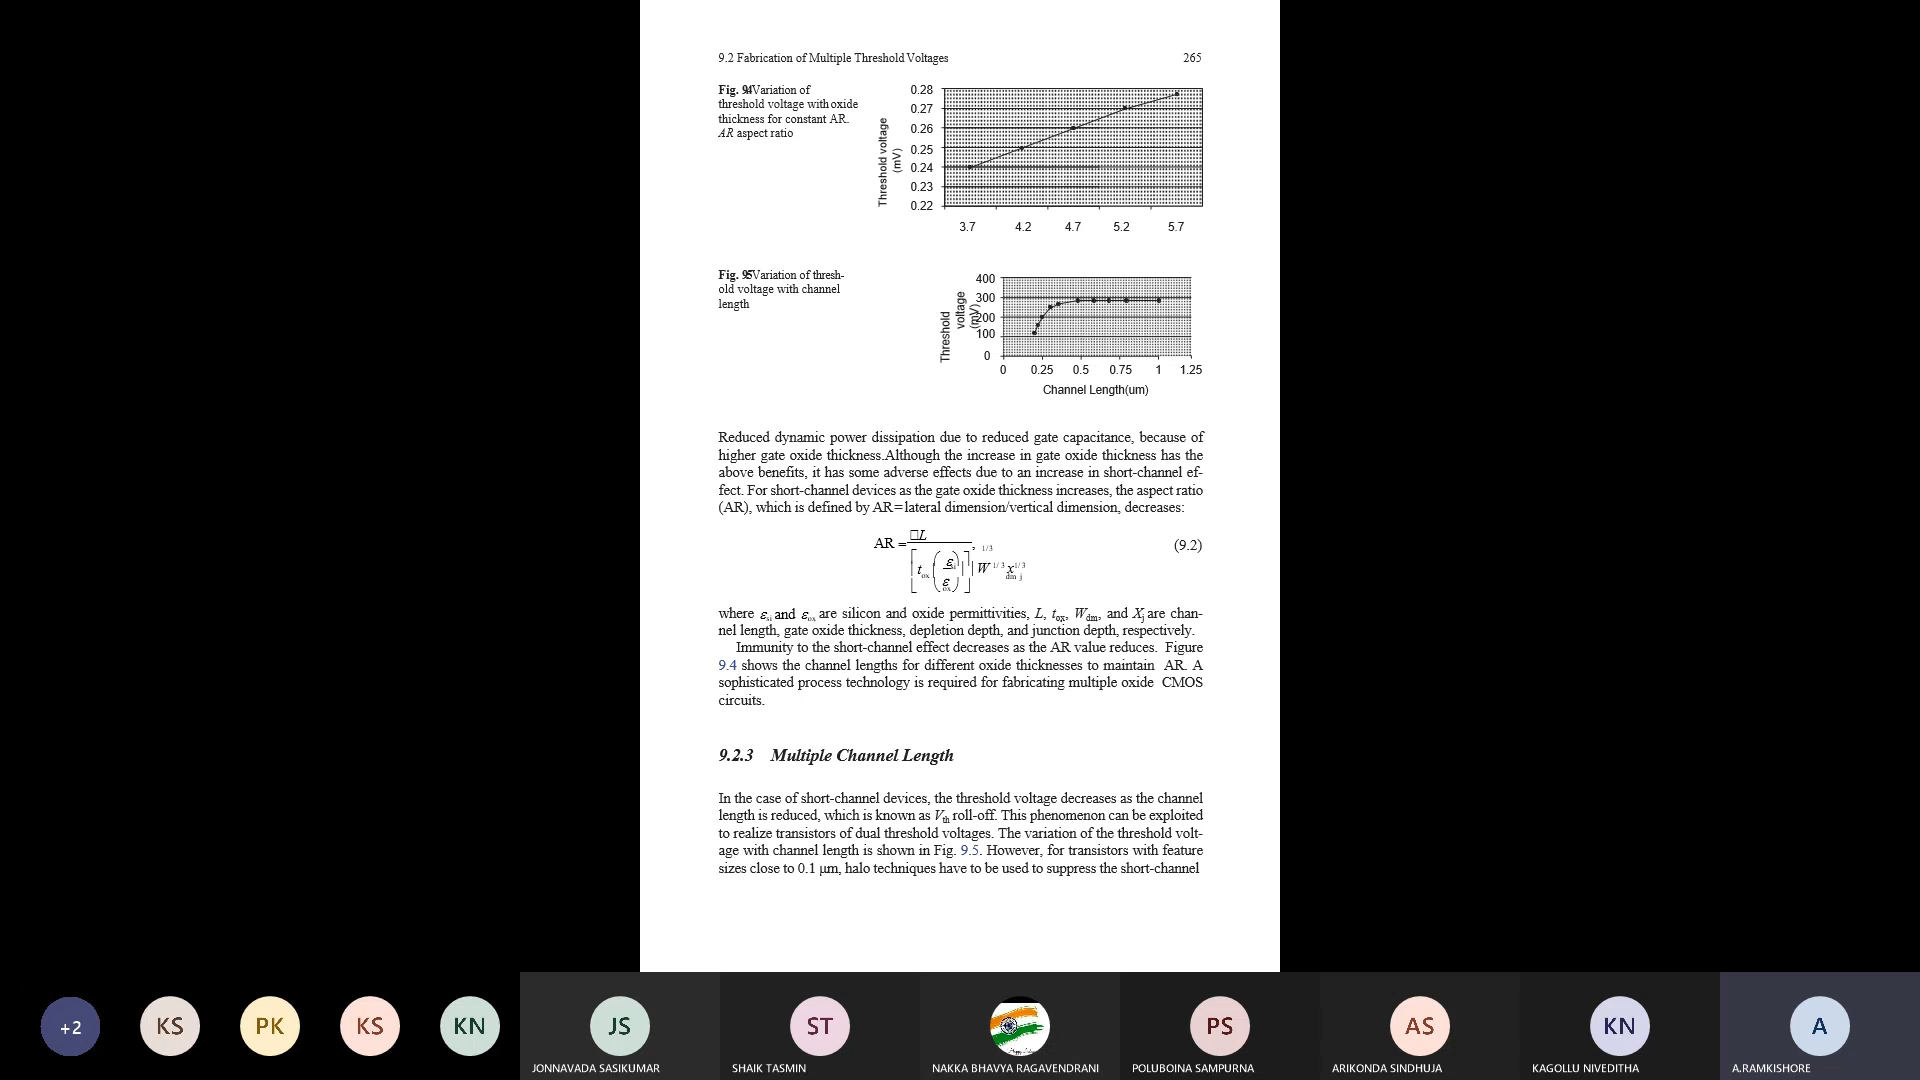 9.2 Fabrication of Multiple Threshold Voltages 265
Fig. 94 Variation of
threshold voltage with oxide
thickness for constant AR.
AR aspect ratio
Threshold voltage
(mV)
0.28
0.27
0.26
0.25
0.24
0.23
0.22
3.7 4.2 4.7 5.2 5.7
Fig. 95 Variation of thresh-
old voltage with channel
length
Threshold
voltage
(mV)
400
300
200
100
0
0 0.25 0.5 0.75 1 1.25
Channel Length(um)
Reduced dynamic power dissipation due to reduced gate capacitance, because of
higher gate oxide thickness.Although the increase in gate oxide thickness has the
above benefits, it has some adverse effects due to an increase in short-channel ef-
fect. For short-channel devices as the gate oxide thickness increases, the aspect ratio
(AR), which is defined by AR=lateral dimension/vertical dimension, decreases:
AR = □L , (9.2)
[t ox (ε si / ε ox)] 1/3 W 1/3 dm x 1/3 j
where ε si and ε ox are silicon and oxide permittivities, L, tox, Wdm, and Xj are chan-
nel length, gate oxide thickness, depletion depth, and junction depth, respectively.
Immunity to the short-channel effect decreases as the AR value reduces. Figure
9.4 shows the channel lengths for different oxide thicknesses to maintain AR. A
sophisticated process technology is required for fabricating multiple oxide CMOS
circuits.
9.2.3 Multiple Channel Length
In the case of short-channel devices, the threshold voltage decreases as the channel
length is reduced, which is known as Vth roll-off. This phenomenon can be exploited
to realize transistors of dual threshold voltages. The variation of the threshold volt-
age with channel length is shown in Fig. 9.5. However, for transistors with feature
sizes close to 0.1 μm, halo techniques have to be used to suppress the short-channel
+2 KS PK KS KN JS ST PS AS KN A
JONNAVADA SASIKUMAR SHAIK TASMIN NAKKA BHAVYA RAGAVENDRANI POLUBOINA SAMPURNA ARIKONDA SINDHUJA KAGOLLU NIVEDITHA A.RAMKISHORE